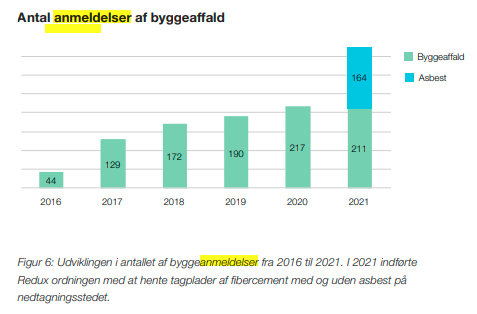 Antal anmeldelser af byggeaffald
164
Byggeaffald
Asbest
44
129
172
190
217
211
2016
2017
2018
2019
2020
2021
Figur 6: Udviklingen i antallet af byggeanmeldelser fra 2016 til 2021. I 2021 indførte
Redux ordningen med at hente tagplader af fibercement med og uden asbest på
nedtagningsstedet.